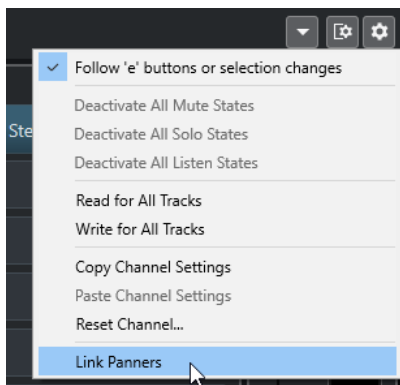 Follow 'e' buttons or selection changes
Deactivate All Mute States
Ste
Deactivate All Solo States
Deactivate All Listen States
Read for All Tracks
Write for All Tracks
Copy Channel Settings
Paste Channel Settings
Reset Channel...
Link Panners